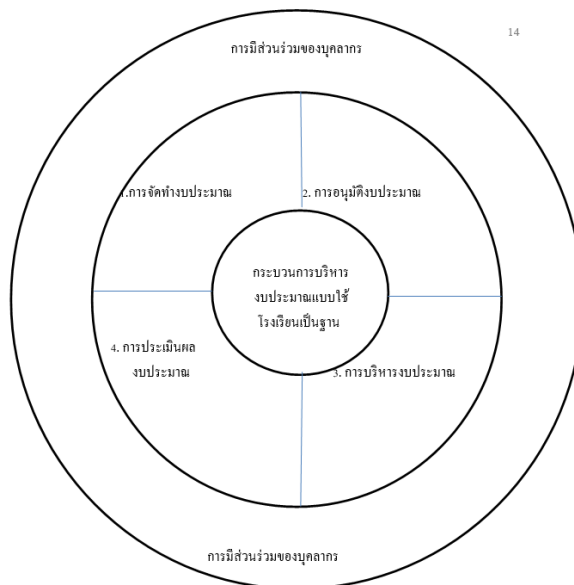 14
การมีส่วนร่วมของบุคลากร
1.การจัดทำงบประมาณ
2. การอนุมัติงบประมาณ
กระบวนการบริหาร
งบประมาณแบบใช้
โรงเรียนเป็นฐาน
4. การประเมินผล
งบประมาณ
3. การบริหารงบประมาณ
การมีส่วนร่วมของบุคลากร